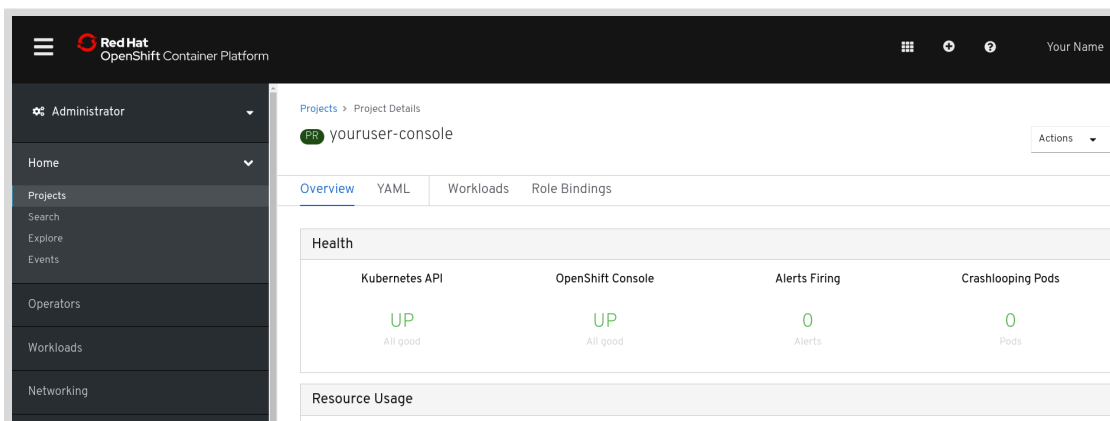 Red Hat
OpenShift Container Platform
Your Name
Administrator
Home
Projects
Search
Explore
Events
Operators
Workloads
Networking
Projects > Project Details
PR youruser-console
Actions
Overview YAML Workloads Role Bindings
Health
Kubernetes API OpenShift Console Alerts Firing Crashlooping Pods
UP UP 0 0
All good All good Alerts Pods
Resource Usage